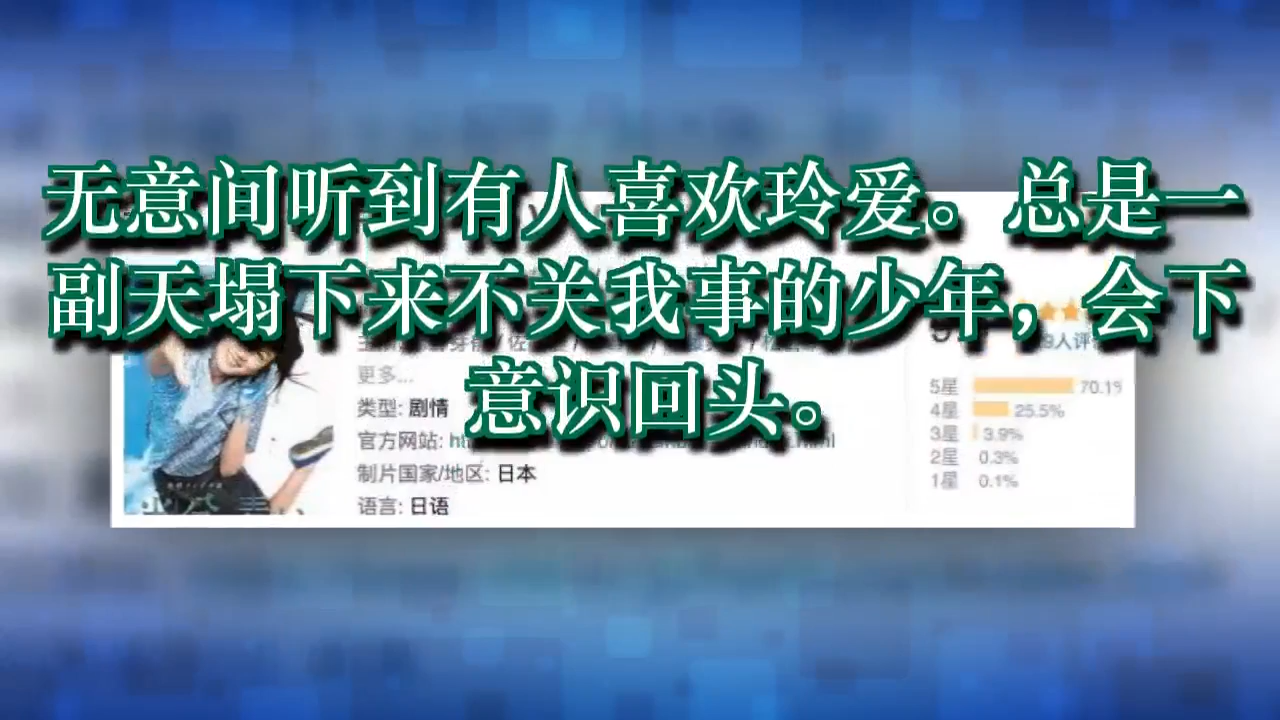 无意间听到有人喜欢玲爱。总是一
副天塌下来不关我事的少年，会下
意识回头。
更多...
类型: 剧情
官方网站:
制片国家/地区: 日本
语言: 日语
5星 70.1%
4星 25.5%
3星 3.9%
2星 0.3%
1星 0.1%